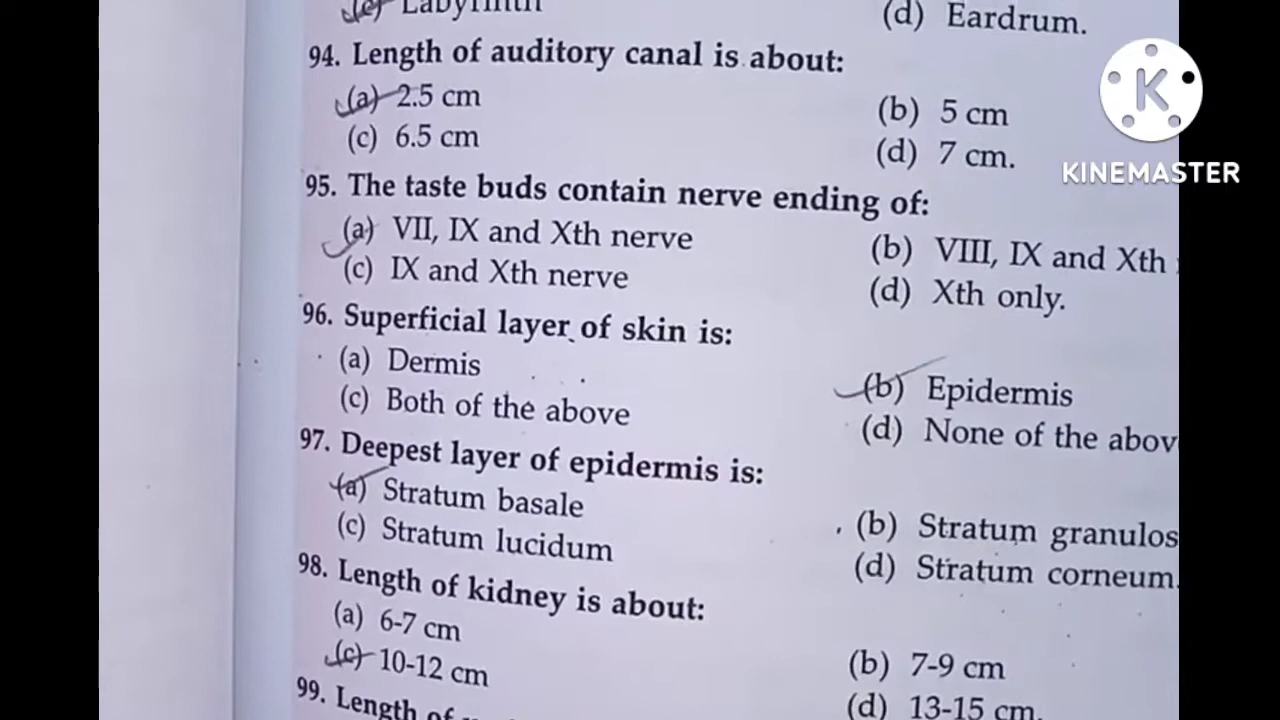 (c) Labyrinth (d) Eardrum.
94. Length of auditory canal is about:
(a) 2.5 cm (b) 5 cm
(c) 6.5 cm (d) 7 cm.
95. The taste buds contain nerve ending of:
(a) VII, IX and Xth nerve (b) VIII, IX and Xth
(c) IX and Xth nerve (d) Xth only.
96. Superficial layer of skin is:
(a) Dermis (b) Epidermis
(c) Both of the above (d) None of the abov
97. Deepest layer of epidermis is:
(a) Stratum basale (b) Stratum granulos
(c) Stratum lucidum (d) Stratum corneum.
98. Length of kidney is about:
(a) 6-7 cm (b) 7-9 cm
(c) 10-12 cm (d) 13-15 cm.
99. Length of
K
KINEMASTER